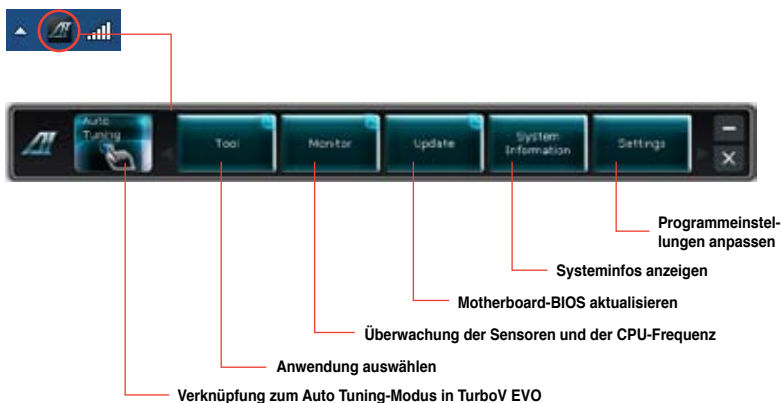 Auto
Tuning
Tool
Monitor
Update
System
Information
Settings
Programmeinstel-
lungen anpassen
Systeminfos anzeigen
Motherboard-BIOS aktualisieren
Überwachung der Sensoren und der CPU-Frequenz
Anwendung auswählen
Verknüpfung zum Auto Tuning-Modus in TurboV EVO